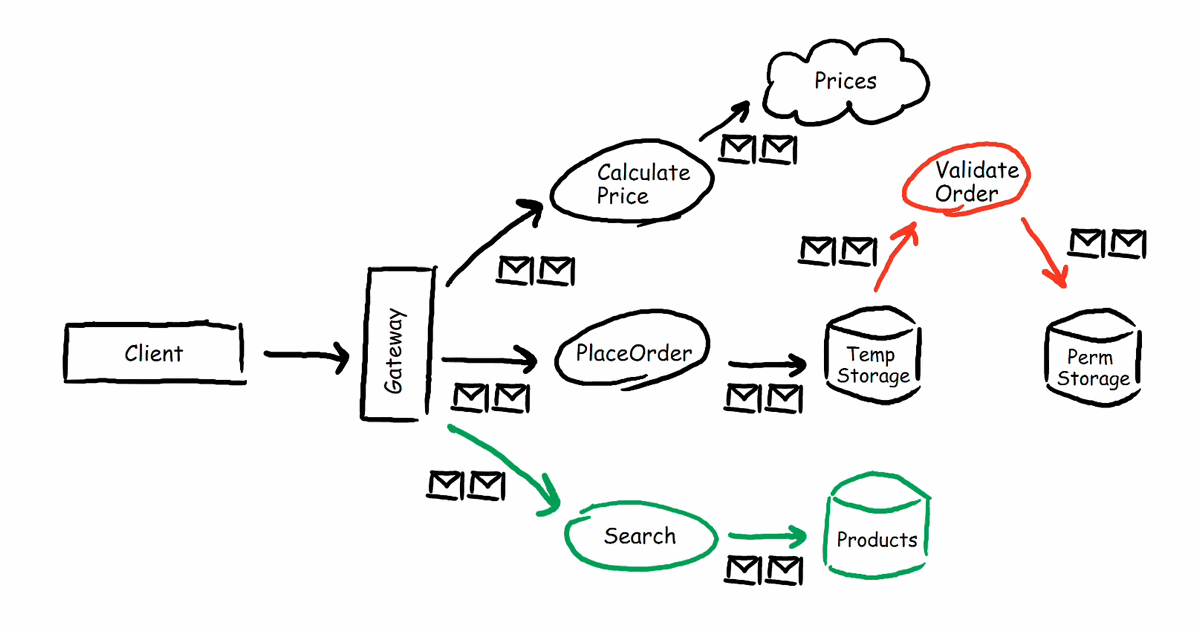 Prices
Calculate
Price
Validate
Order
Client
Gateway
PlaceOrder
Temp
Storage
Perm
Storage
Search
Products